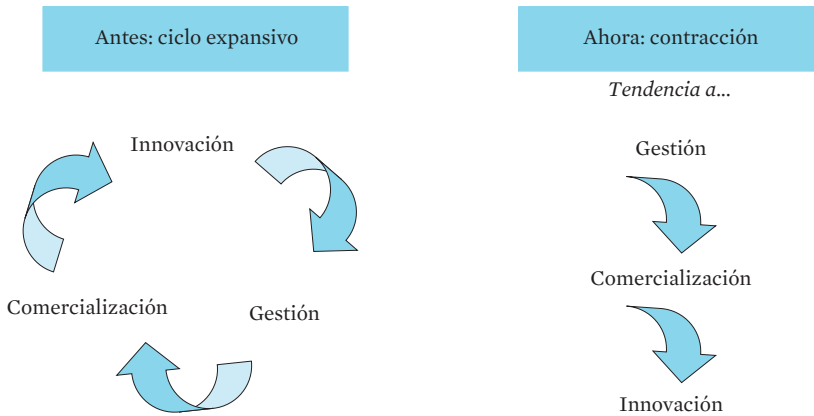 Antes: ciclo expansivo
Innovación
Comercialización
Gestión
Ahora: contracción
Tendencia a...
Gestión
Comercialización
Innovación